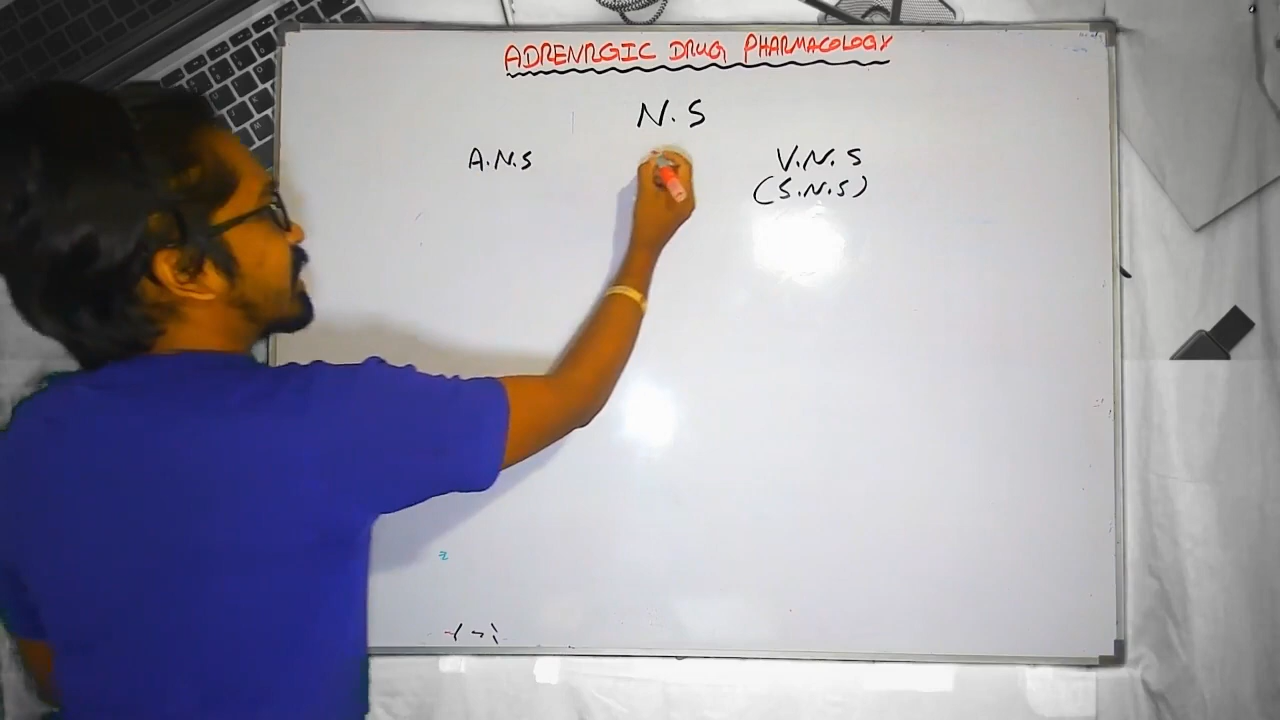 ADRENRGIC DRUG PHARMACOLOGY
N.S
A.N.S
V.N.S
(S.N.S)